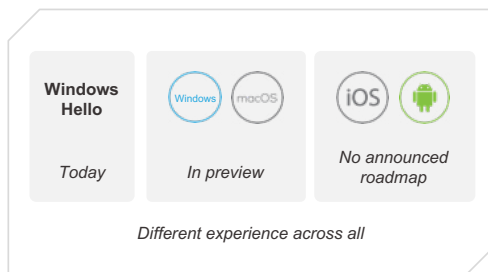 Windows
Hello
Today
Windows
macOS
In preview
iOS
No announced
roadmap
Different experience across all